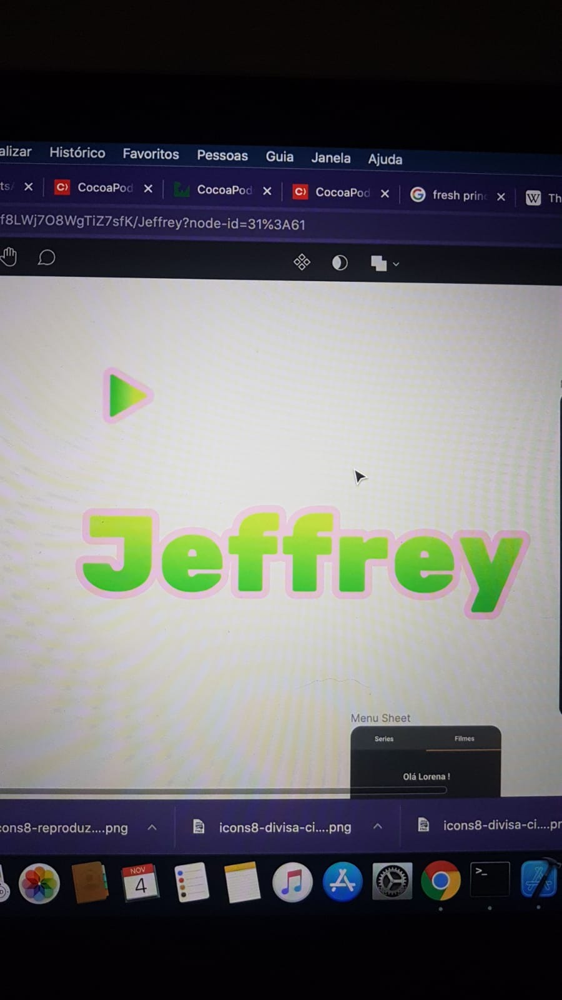 alizar Histórico Favoritos Pessoas Guia Janela Ajuda
ts/ CocoaPod CocoaPod CocoaPod fresh princ Th
f8LWj7O8WgTiZ7sfK/Jeffrey?node-id=31%3A61
Jeffrey
Menu Sheet
Series Filmes
Olá Lorena !
cons8-reproduz....png icons8-divisa-ci....png icons8-divisa-ci....pr
NOV
4